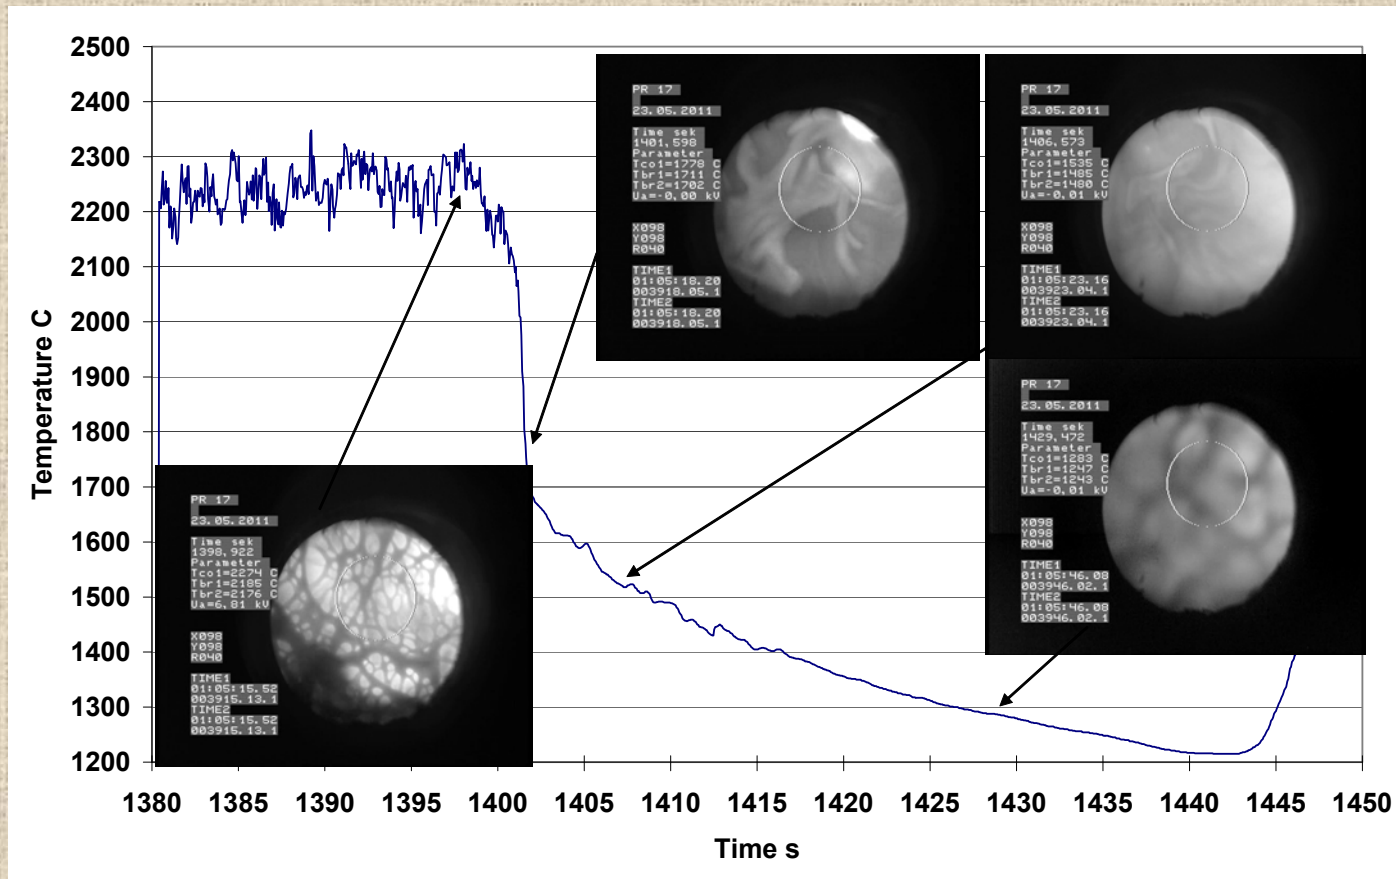 2500
2400
2300
2200
2100
2000
1900
1800
1700
1600
1500
1400
1300
1200
Temperature C
1380 1385 1390 1395 1400 1405 1410 1415 1420 1425 1430 1435 1440 1445 1450
Time s
PR 17
23.05.2011
Time sek
1398,922
Parameter
Tco1=2274 C
Tbr1=2185 C
Tbr2=2176 C
Ua=6,81 kV
X098
Y098
R040
TIME1
01:05:15.52
003915.13.1
TIME2
01:05:15.52
003915.13.1
PR 17
23.05.2011
Time sek
1401,598
Parameter
Tco1=1778 C
Tbr1=1711 C
Tbr2=1702 C
Ua=-0,00 kV
X098
Y098
R040
TIME1
01:05:18.20
003918.05.1
TIME2
01:05:18.20
003918.05.1
PR 17
23.05.2011
Time sek
1406,573
Parameter
Tco1=1535 C
Tbr1=1485 C
Tbr2=1480 C
Ua=-0,01 kV
X098
Y098
R040
TIME1
01:05:23.16
003923.04.1
TIME2
01:05:23.16
003923.04.1
PR 17
23.05.2011
Time sek
1429,472
Parameter
Tco1=1283 C
Tbr1=1247 C
Tbr2=1243 C
Ua=-0,01 kV
X098
Y098
R040
TIME1
01:05:46.08
003946.02.1
TIME2
01:05:46.08
003946.02.1